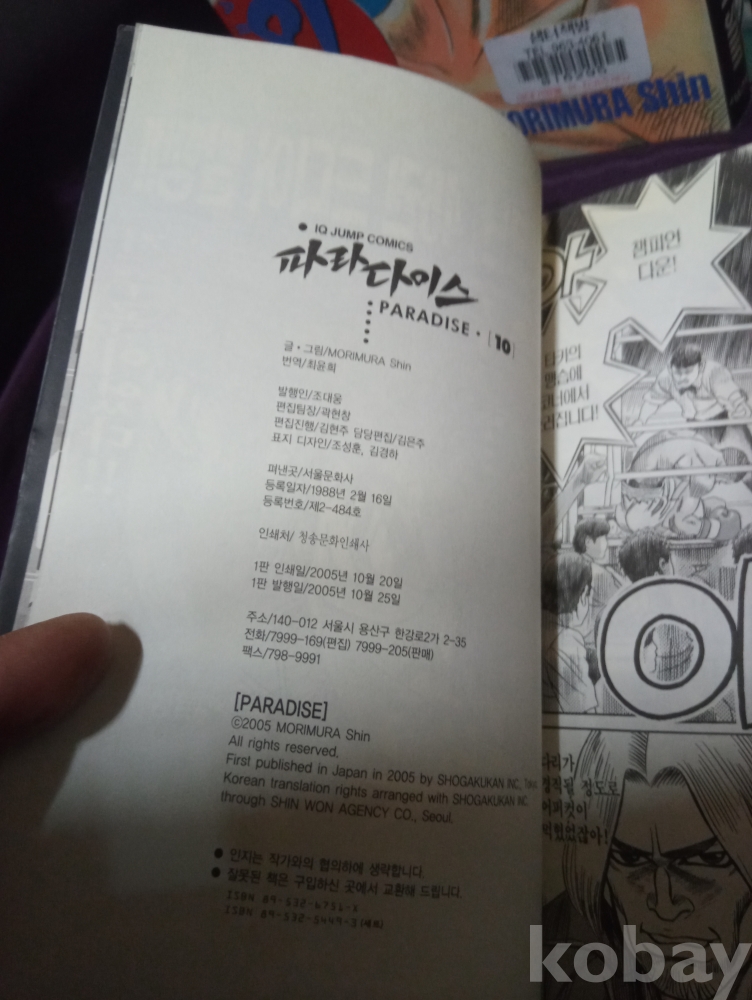 MORIMURA Shin
IQ JUMP COMICS
파라다이스
PARADISE · [10]
글·그림/MORIMURA Shin
번역/최윤희
발행인/조대웅
편집팀장/곽현창
편집진행/김현주 담당편집/김은주
표지 디자인/조성훈, 김경하
펴낸곳/서울문화사
등록일자/1988년 2월 16일
등록번호/제2-484호
인쇄처/청송문화인쇄사
1판 인쇄일/2005년 10월 20일
1판 발행일/2005년 10월 25일
주소/140-012 서울시 용산구 한강로2가 2-35
전화/7999-169(편집) 7999-205(판매)
팩스/798-9991
[PARADISE]
©2005 MORIMURA Shin
All rights reserved.
First published in Japan in 2005 by SHOGAKUKAN INC.,
Korean translation rights arranged with SHOGAKUKAN INC.
through SHIN WON AGENCY CO., Seoul.
● 인지는 작가와의 협의하에 생략합니다.
● 잘못된 책은 구입하신 곳에서 교환해 드립니다.
ISBN 89-532-5449-3(세트)
챔피언
다운!
정도로
kobay